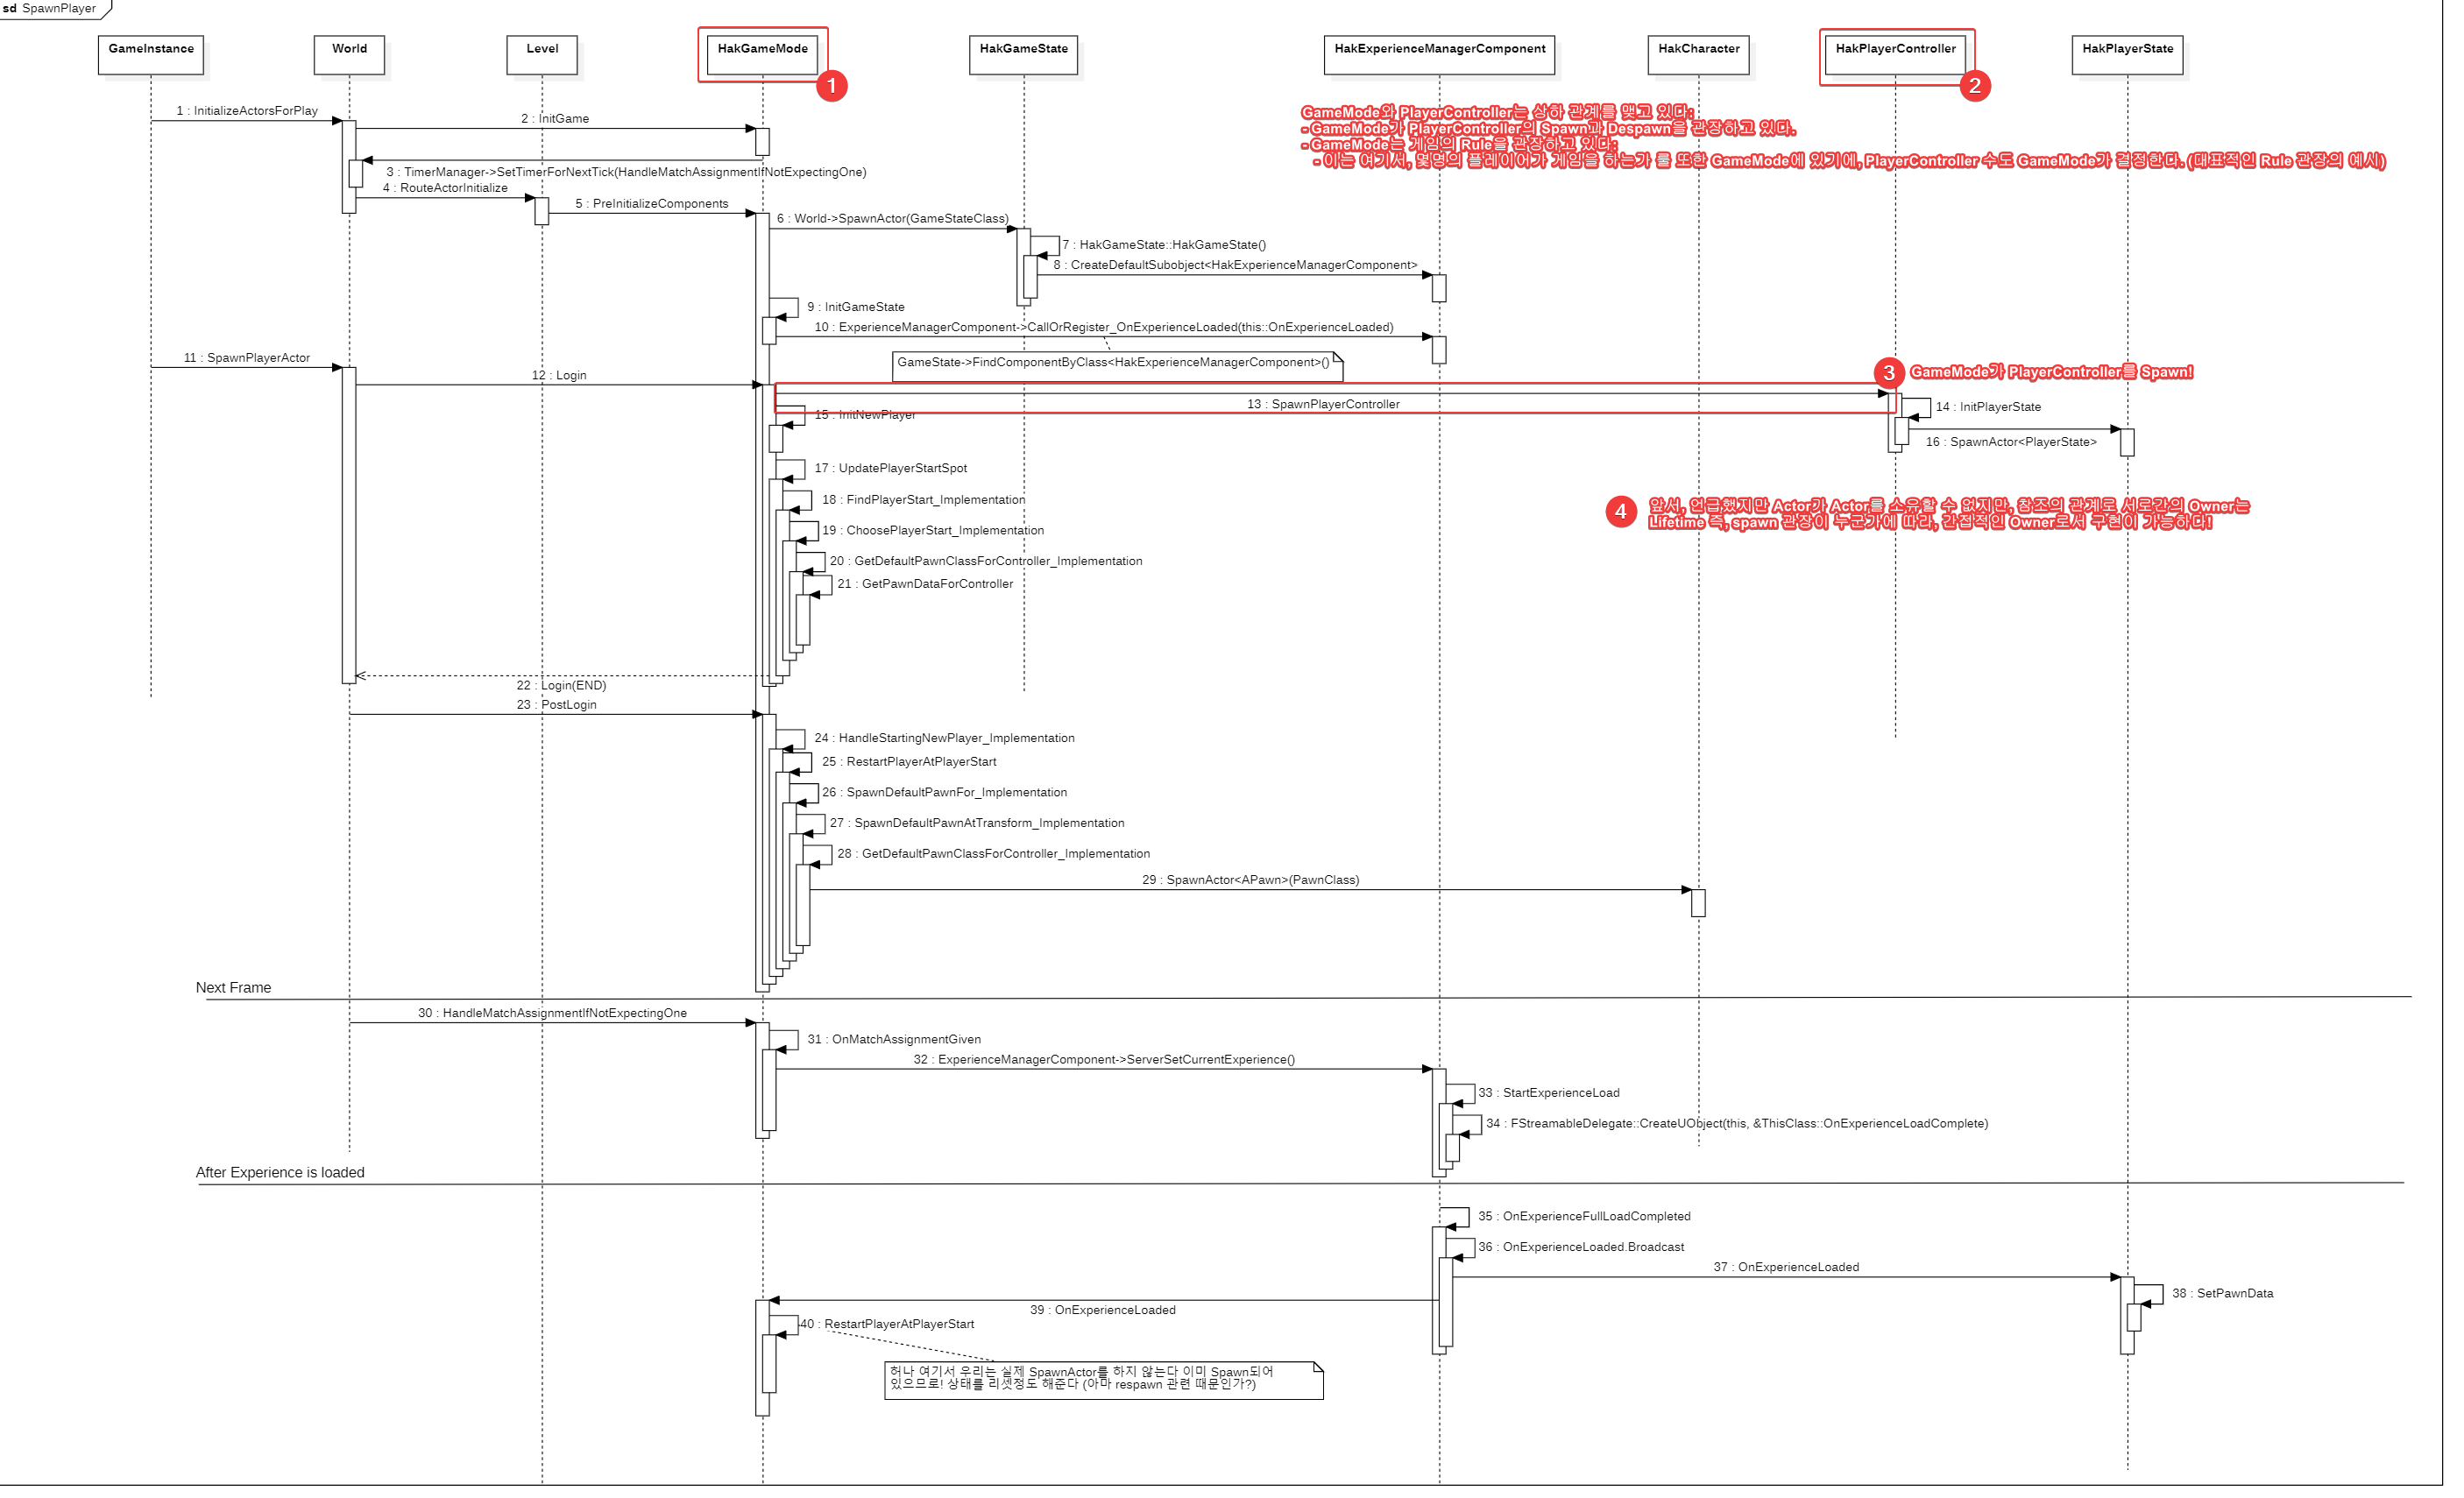 sd SpawnPlayer
GameInstance
World
Level
HakGameMode
HakGameState
HakExperienceManagerComponent
HakCharacter
HakPlayerController
HakPlayerState
1
2
GameMode와 PlayerController는 상하 관계를 맺고 있다:
- GameMode가 PlayerController의 Spawn과 Despawn을 관장하고 있다.
- GameMode는 게임의 Rule을 관장하고 있다:
- 이는 여기서, 몇명의 플레이어가 게임을 하는가 룰 또한 GameMode에 있기에, PlayerController 수도 GameMode가 결정한다. (대표적인 Rule 관장의 예시)
1 : InitializeActorsForPlay
2 : InitGame
3 : TimerManager->SetTimerForNextTick(HandleMatchAssignmentIfNotExpectingOne)
4 : RouteActorInitialize
5 : PreInitializeComponents
6 : World->SpawnActor(GameStateClass)
7 : HakGameState::HakGameState()
8 : CreateDefaultSubobject<HakExperienceManagerComponent>
9 : InitGameState
10 : ExperienceManagerComponent->CallOrRegister_OnExperienceLoaded(this::OnExperienceLoaded)
GameState->FindComponentByClass<HakExperienceManagerComponent>()
11 : SpawnPlayerActor
12 : Login
3
GameMode가 PlayerController를 Spawn!
13 : SpawnPlayerController
14 : InitPlayerState
15 : InitNewPlayer
16 : SpawnActor<PlayerState>
17 : UpdatePlayerStartSpot
18 : FindPlayerStart_Implementation
4
앞서, 언급했지만 Actor가 Actor를 소유할 수 없지만, 참조의 관계로 서로간의 Owner는
Lifetime 즉, spawn 관장이 누군가에 따라, 간접적인 Owner로서 구현이 가능하다!
19 : ChoosePlayerStart_Implementation
20 : GetDefaultPawnClassForController_Implementation
21 : GetPawnDataForController
22 : Login(END)
23 : PostLogin
24 : HandleStartingNewPlayer_Implementation
25 : RestartPlayerAtPlayerStart
26 : SpawnDefaultPawnFor_Implementation
27 : SpawnDefaultPawnAtTransform_Implementation
28 : GetDefaultPawnClassForController_Implementation
29 : SpawnActor<APawn>(PawnClass)
Next Frame
30 : HandleMatchAssignmentIfNotExpectingOne
31 : OnMatchAssignmentGiven
32 : ExperienceManagerComponent->ServerSetCurrentExperience()
33 : StartExperienceLoad
34 : FStreamableDelegate::CreateUObject(this, &ThisClass::OnExperienceLoadComplete)
After Experience is loaded
35 : OnExperienceFullLoadCompleted
36 : OnExperienceLoaded.Broadcast
37 : OnExperienceLoaded
38 : SetPawnData
39 : OnExperienceLoaded
40 : RestartPlayerAtPlayerStart
허나 여기서 우리는 실제 SpawnActor를 하지 않는다 이미 Spawn되어
있으므로! 상태를 리셋정도 해준다 (아마 respawn 관련 때문인가?)